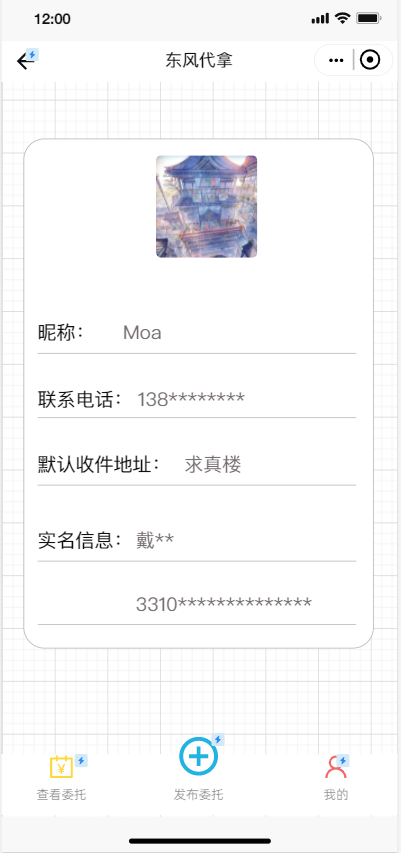 12:00
东风代拿
昵称： Moa
联系电话： 138********
默认收件地址： 求真楼
实名信息： 戴**
3310**************
查看委托 发布委托 我的